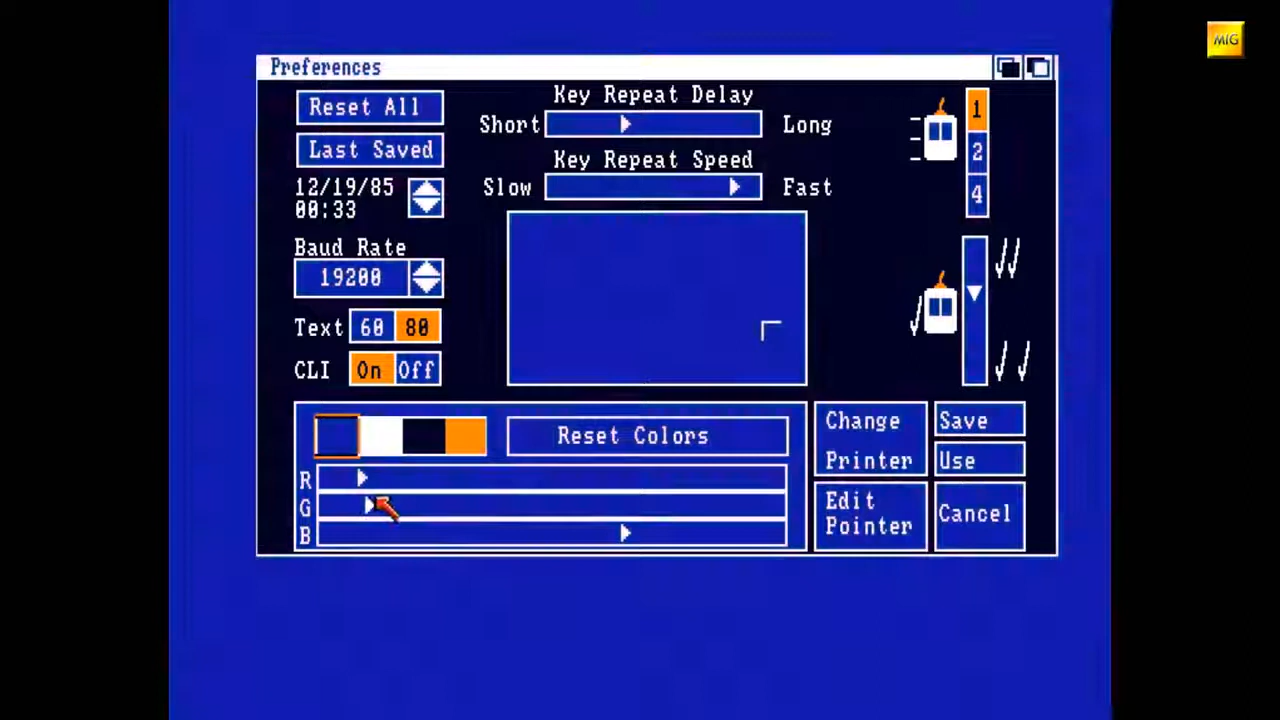 MIG
Preferences
Reset All
Last Saved
12/19/85
00:33
Baud Rate
19200
Text 60 80
CLI On Off
Key Repeat Delay
Short Long
Key Repeat Speed
Slow Fast
1
2
4
Reset Colors
R
G
B
Change
Printer
Edit
Pointer
Save
Use
Cancel